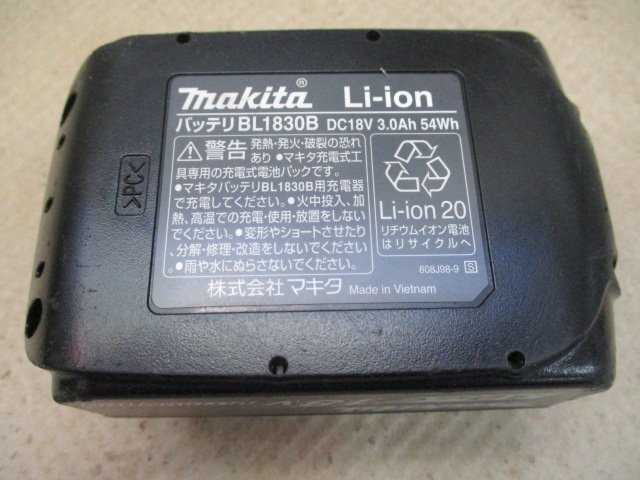 makita® Li-ion
バッテリ BL1830B DC18V 3.0Ah 54Wh
警告 発熱・発火・破裂の恐れ
あり ●マキタ充電式工
具専用の充電式電池パックです。
●マキタバッテリBL1830B用充電器
で充電してください。●火中投入、加
熱、高温での充電・使用・放置をしない
でください。●変形やショートさせたり
分解・修理・改造をしないでください
。●雨や水にぬらさないでください。
Li-ion 20
リチウムイオン電池
はリサイクルへ
808J98-9 S
株式会社 マキタ Made in Vietnam
>PC<